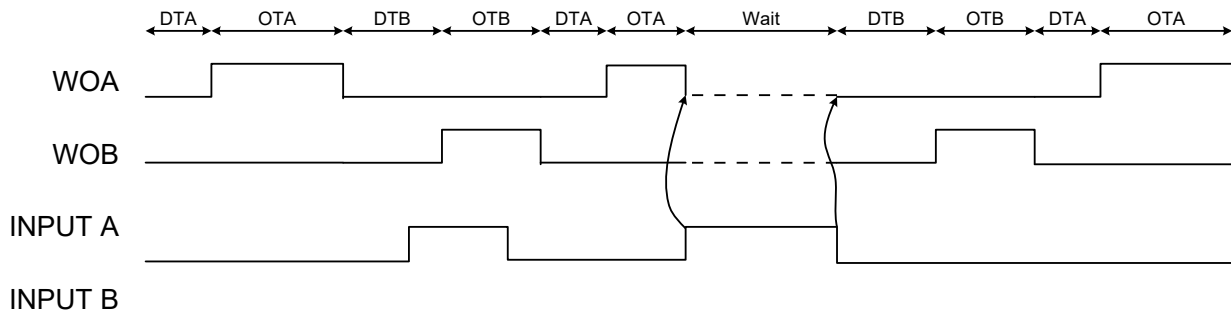 DTA OTA DTB OTB DTA OTA Wait DTB OTB DTA OTA
WOA
WOB
INPUT A
INPUT B